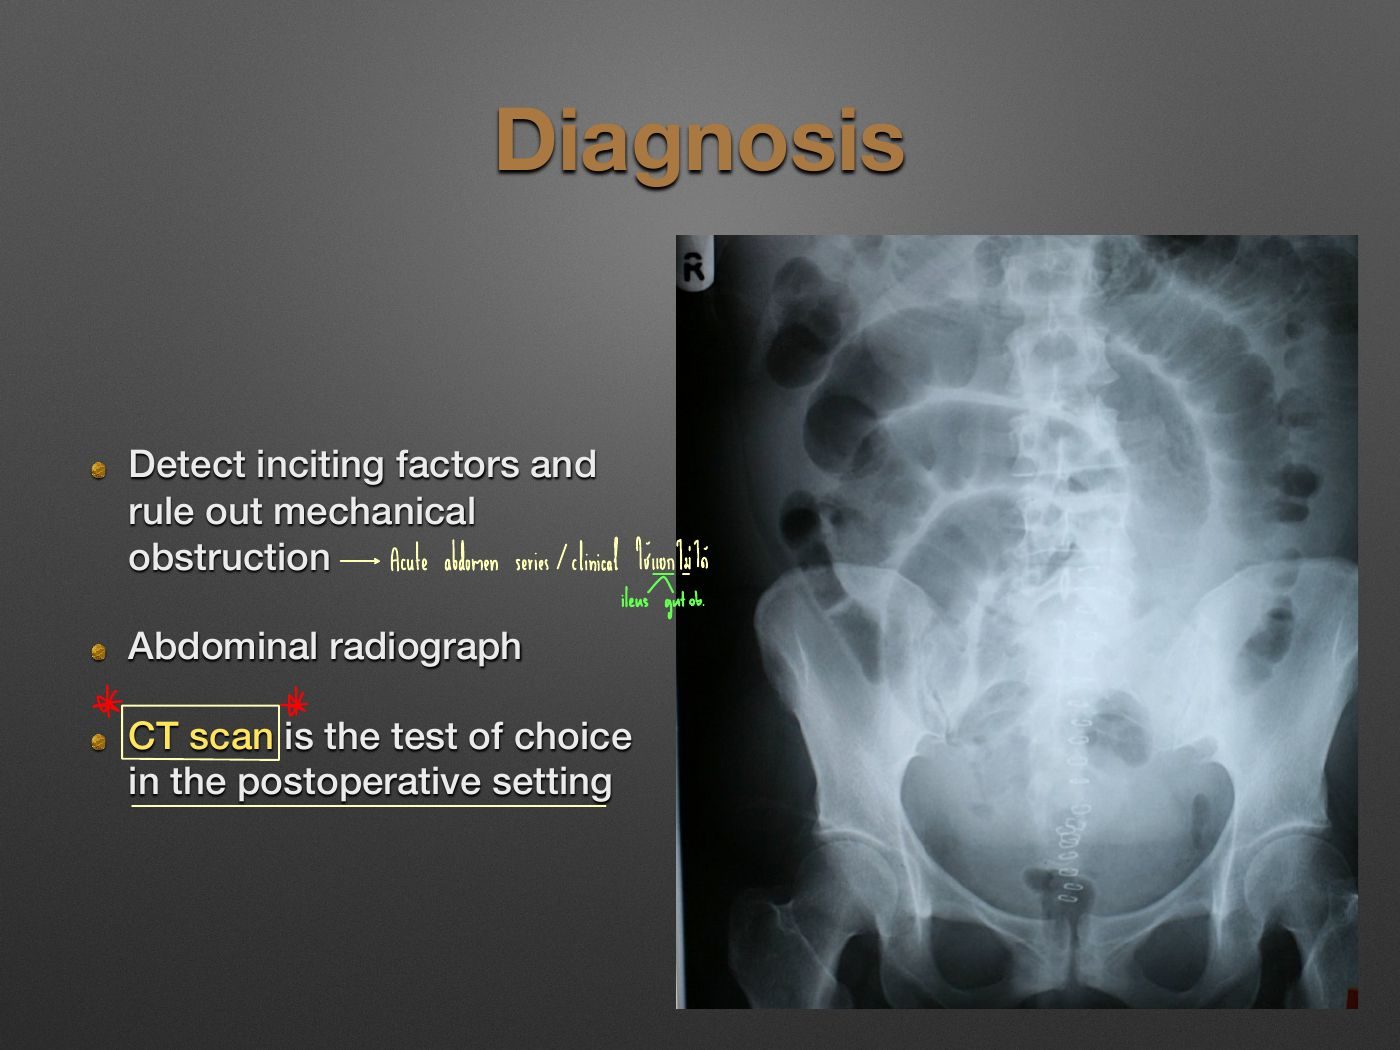 Diagnosis
R
Detect inciting factors and
rule out mechanical
obstruction → Acute abdomen series / clinical ใช้แยกไม่ได้
ileus gut ob.
Abdominal radiograph
CT scan is the test of choice
in the postoperative setting